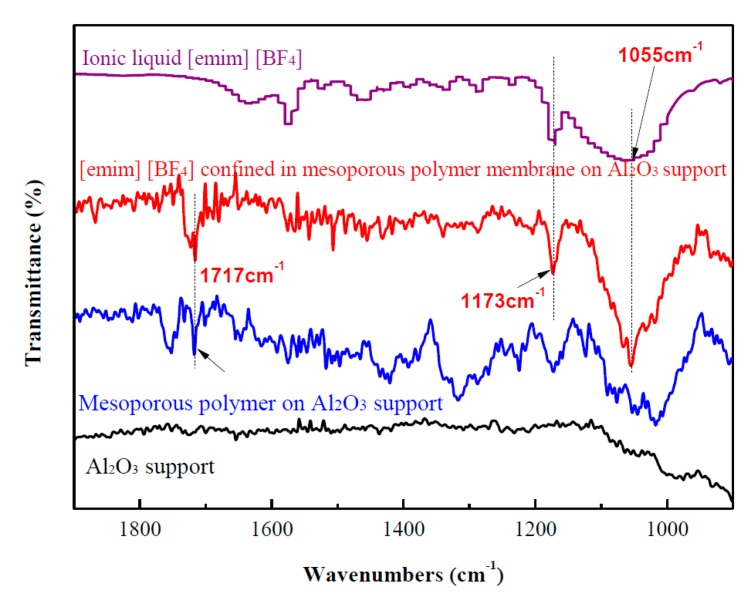 Ionic liquid [emim] [BF4]
1055cm-1
[emim] [BF4] confined in mesoporous polymer membrane on Al2O3 support
1717cm-1
1173cm-1
Mesoporous polymer on Al2O3 support
Al2O3 support
Transmittance (%)
1800 1600 1400 1200 1000
Wavenumbers (cm-1)